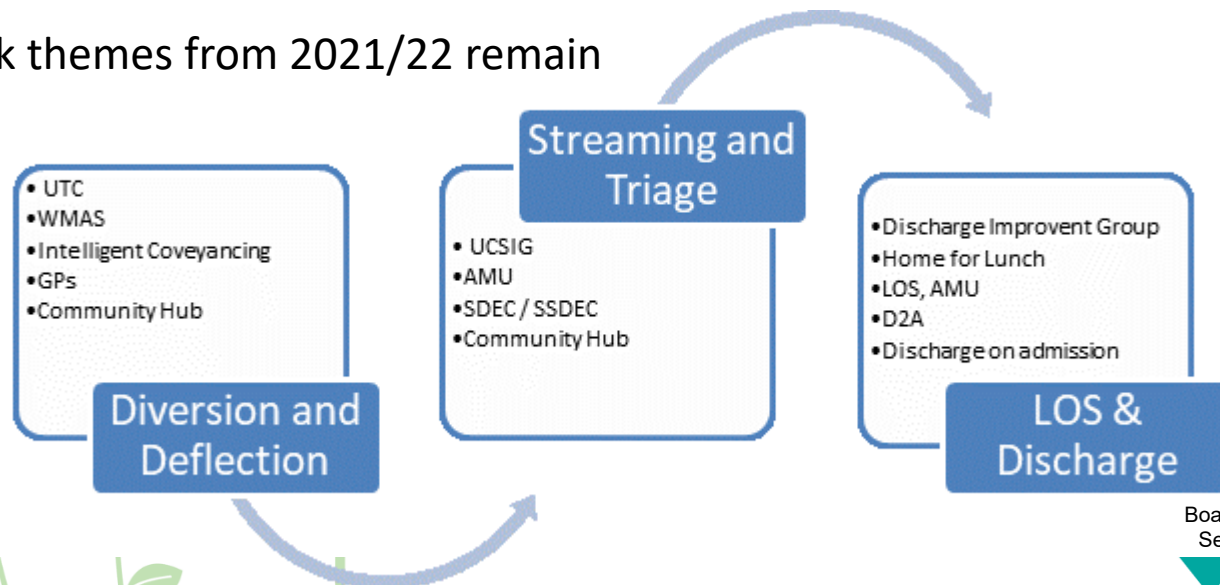 k themes from 2021/22 remain
• UTC
•WMAS
•Intelligent Coveyancing
•GPs
•Community Hub
Diversion and
Deflection
Streaming and
Triage
• UCSIG
•AMU
•SDEC / SSDEC
•Community Hub
•Discharge Improvent Group
•Home for Lunch
•LOS, AMU
•D2A
•Discharge on admission
LOS &
Discharge
Boa
Se